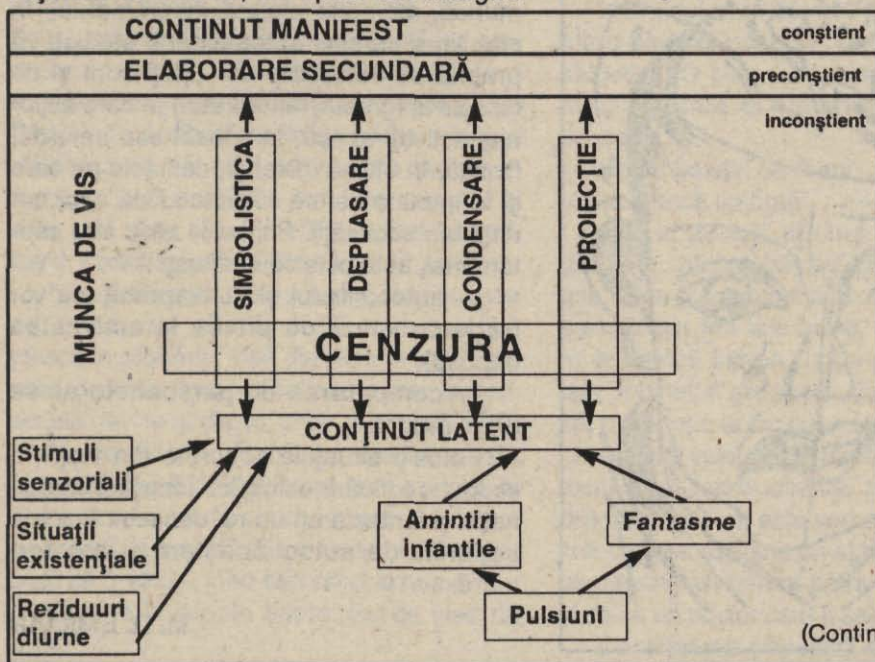 CONŢINUT MANIFEST
conştient
ELABORARE SECUNDARĂ
preconştient
inconştient
MUNCA DE VIS
SIMBOLISTICA
DEPLASARE
CONDENSARE
PROIECŢIE
CENZURA
CONŢINUT LATENT
Stimuli
senzoriali
Situaţii
existenţiale
Reziduuri
diurne
Amintiri
infantile
Fantasme
Pulsiuni
(Contin